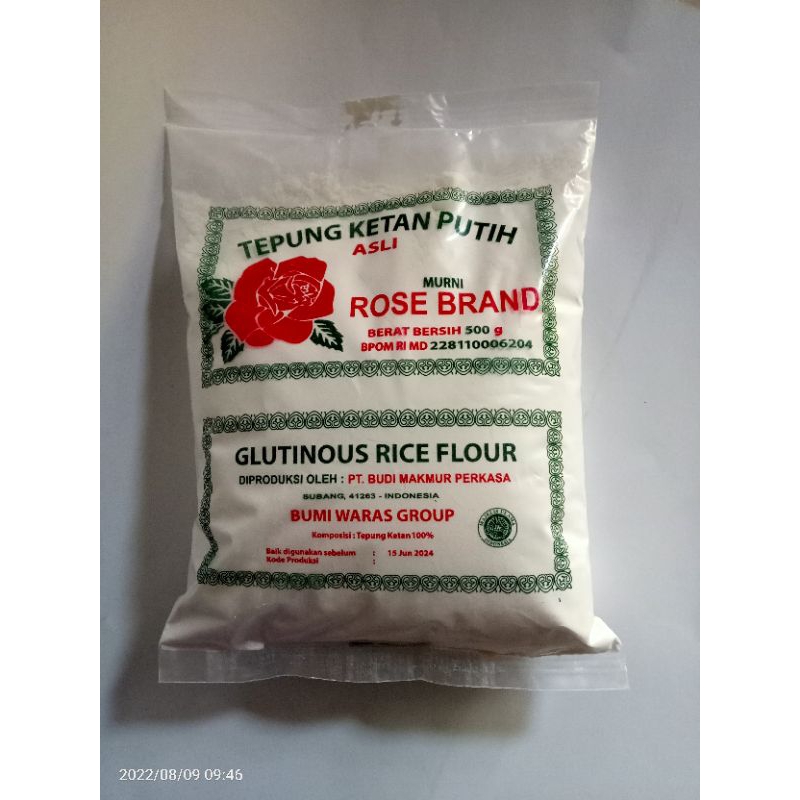 TEPUNG KETAN PUTIH
ASLI
MURNI
ROSE BRAND
BERAT BERSIH 500 g
BPOM RI MD 228110006204
GLUTINOUS RICE FLOUR
DIPRODUKSI OLEH : PT. BUDI MAKMUR PERKASA
SUBANG, 41263 - INDONESIA
BUMI WARAS GROUP
Komposisi : Tepung Ketan 100%
Baik digunakan sebelum : 15 Jun 2024
Kode Produksi :
2022/08/09 09:46